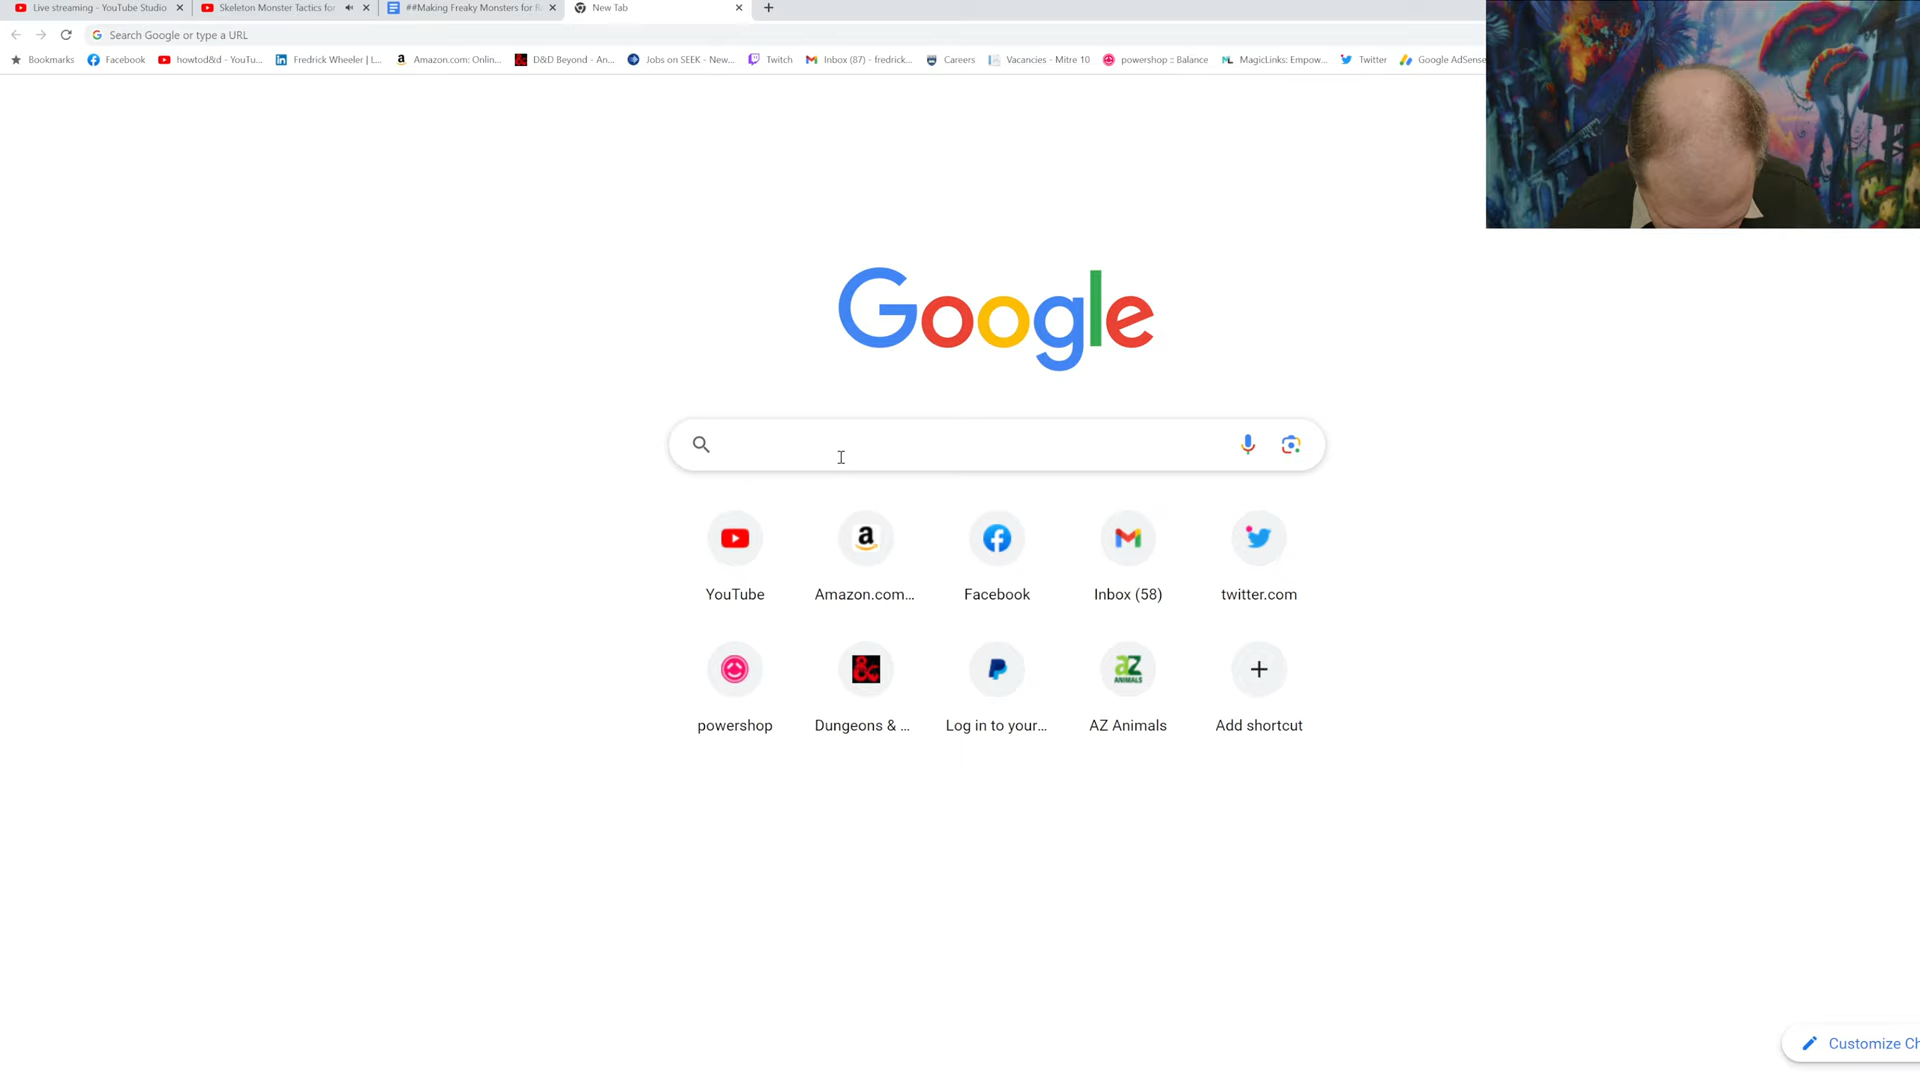 Live streaming - YouTube Studio
Skeleton Monster Tactics for
##Making Freaky Monsters for R
New Tab
Search Google or type a URL
Bookmarks
Facebook
howtod&d - YouTu...
Fredrick Wheeler | L...
Amazon.com: Onlin...
D&D Beyond - An...
Jobs on SEEK - New...
Twitch
Inbox (87) - fredrick...
Careers
Vacancies - Mitre 10
powershop :: Balance
MagicLinks: Empow...
Twitter
Google AdSense
Google
YouTube
Amazon.com...
Facebook
Inbox (58)
twitter.com
powershop
Dungeons & ...
Log in to your...
AZ Animals
Add shortcut
Customize Ch